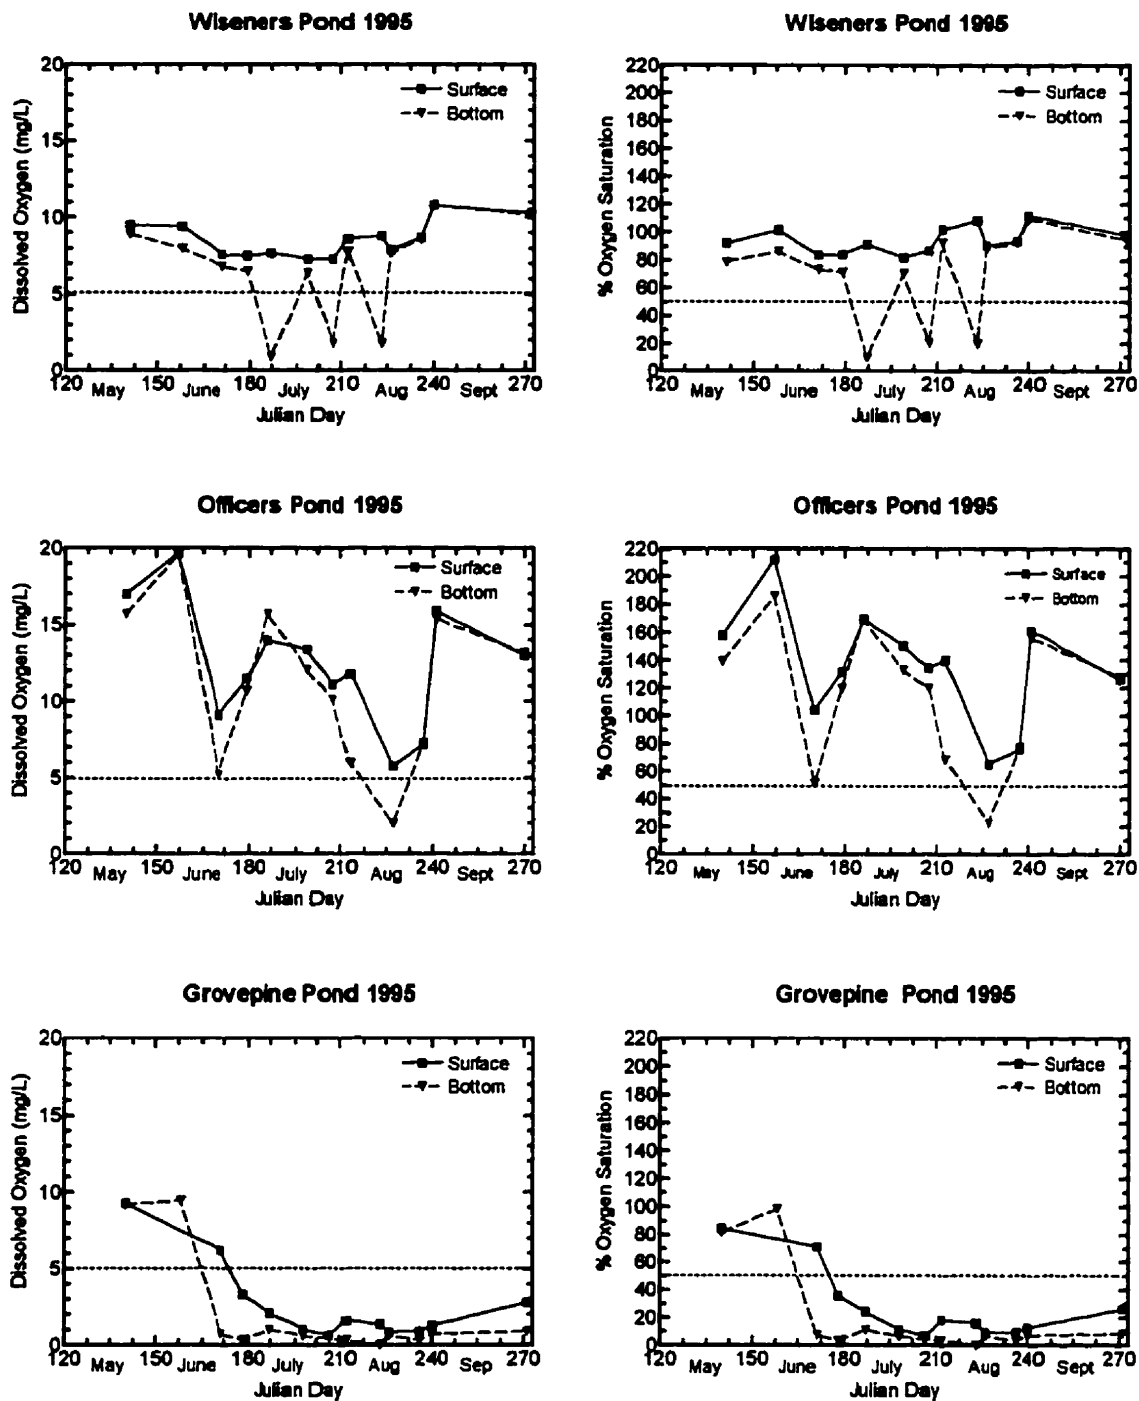 Wiseners Pond 1995
Dissolved Oxygen (mg/L)
20
15
10
5
0
Surface
Bottom
120 150 180 210 240 270
May June July Aug Sept
Julian Day
Wiseners Pond 1995
% Oxygen Saturation
220
200
180
160
140
120
100
80
60
40
20
0
Surface
Bottom
120 150 180 210 240 270
May June July Aug Sept
Julian Day
Officers Pond 1995
Dissolved Oxygen (mg/L)
20
15
10
5
0
Surface
Bottom
120 150 180 210 240 270
May June July Aug Sept
Julian Day
Officers Pond 1995
% Oxygen Saturation
220
200
180
160
140
120
100
80
60
40
20
0
Surface
Bottom
120 150 180 210 240 270
May June July Aug Sept
Julian Day
Grovepine Pond 1995
Dissolved Oxygen (mg/L)
20
15
10
5
0
Surface
Bottom
120 150 180 210 240 270
May June July Aug Sep
Julian Day
Grovepine Pond 1995
% Oxygen Saturation
220
200
180
160
140
120
100
80
60
40
20
0
Surface
Bottom
120 150 180 210 240 270
May June July Aug Sep
Julian Day